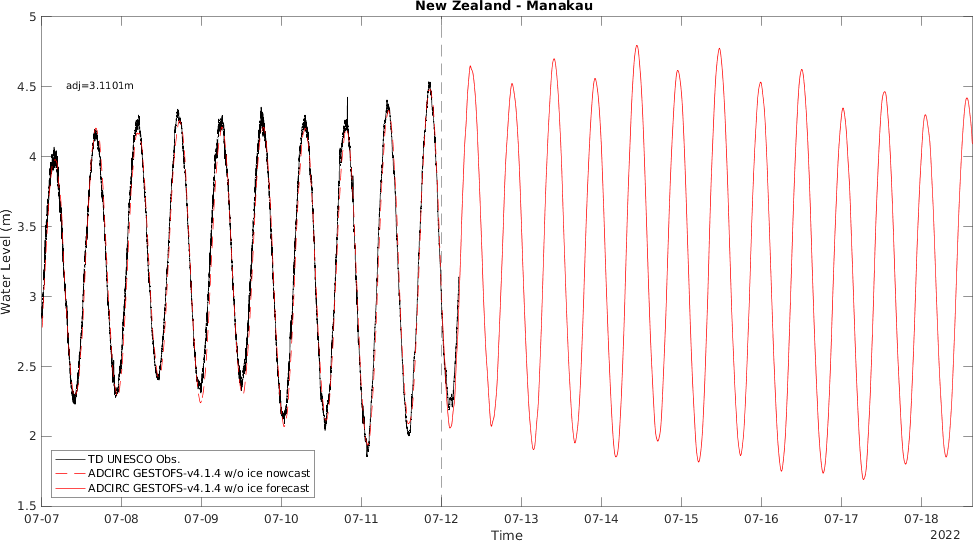 New Zealand - Manakau
5
4.5
4
3.5
3
2.5
2
1.5
Water Level (m)
adj=3.1101m
TD UNESCO Obs.
ADCIRC GESTOFS-v4.1.4 w/o ice nowcast
ADCIRC GESTOFS-v4.1.4 w/o ice forecast
07-07 07-08 07-09 07-10 07-11 07-12 07-13 07-14 07-15 07-16 07-17 07-18
Time
2022